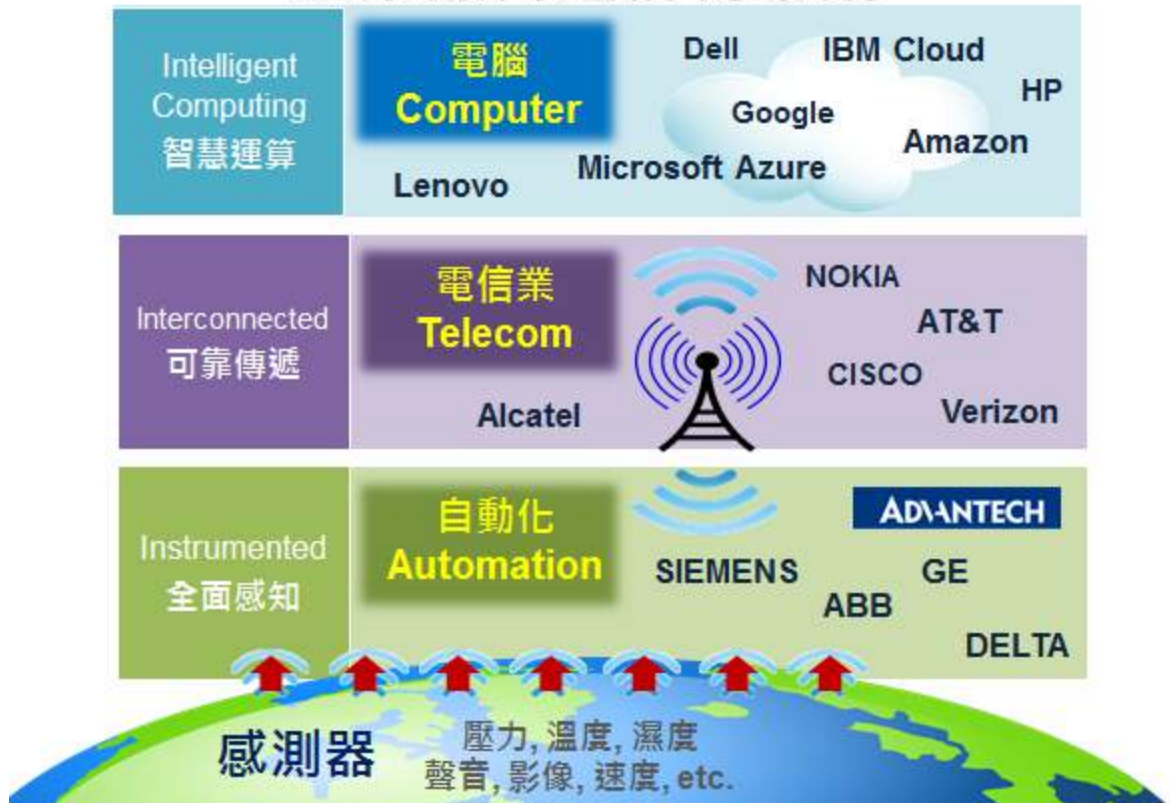 Intelligent
Computing
智慧運算
電腦
Computer
Dell
IBM Cloud
HP
Google
Amazon
Microsoft Azure
Lenovo
Interconnected
可靠傳遞
電信業
Telecom
NOKIA
AT&T
CISCO
Verizon
Alcatel
Instrumented
全面感知
自動化
Automation
ADVANTECH
SIEMENS
GE
ABB
DELTA
感測器
壓力, 溫度, 濕度
聲音, 影像, 速度, etc.